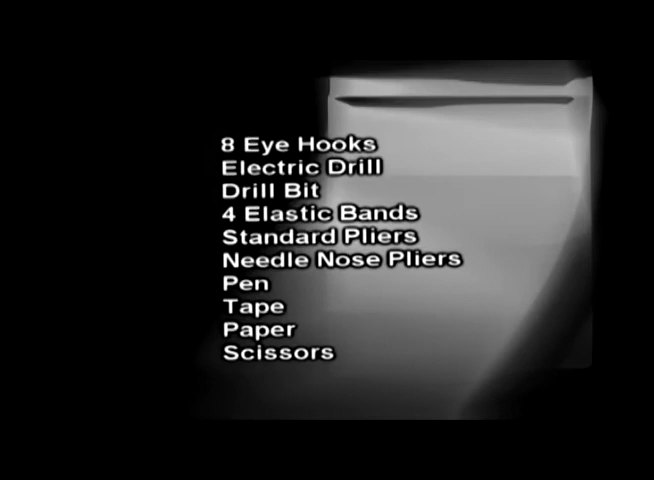 8 Eye Hooks
Electric Drill
Drill Bit
4 Elastic Bands
Standard Pliers
Needle Nose Pliers
Pen
Tape
Paper
Scissors